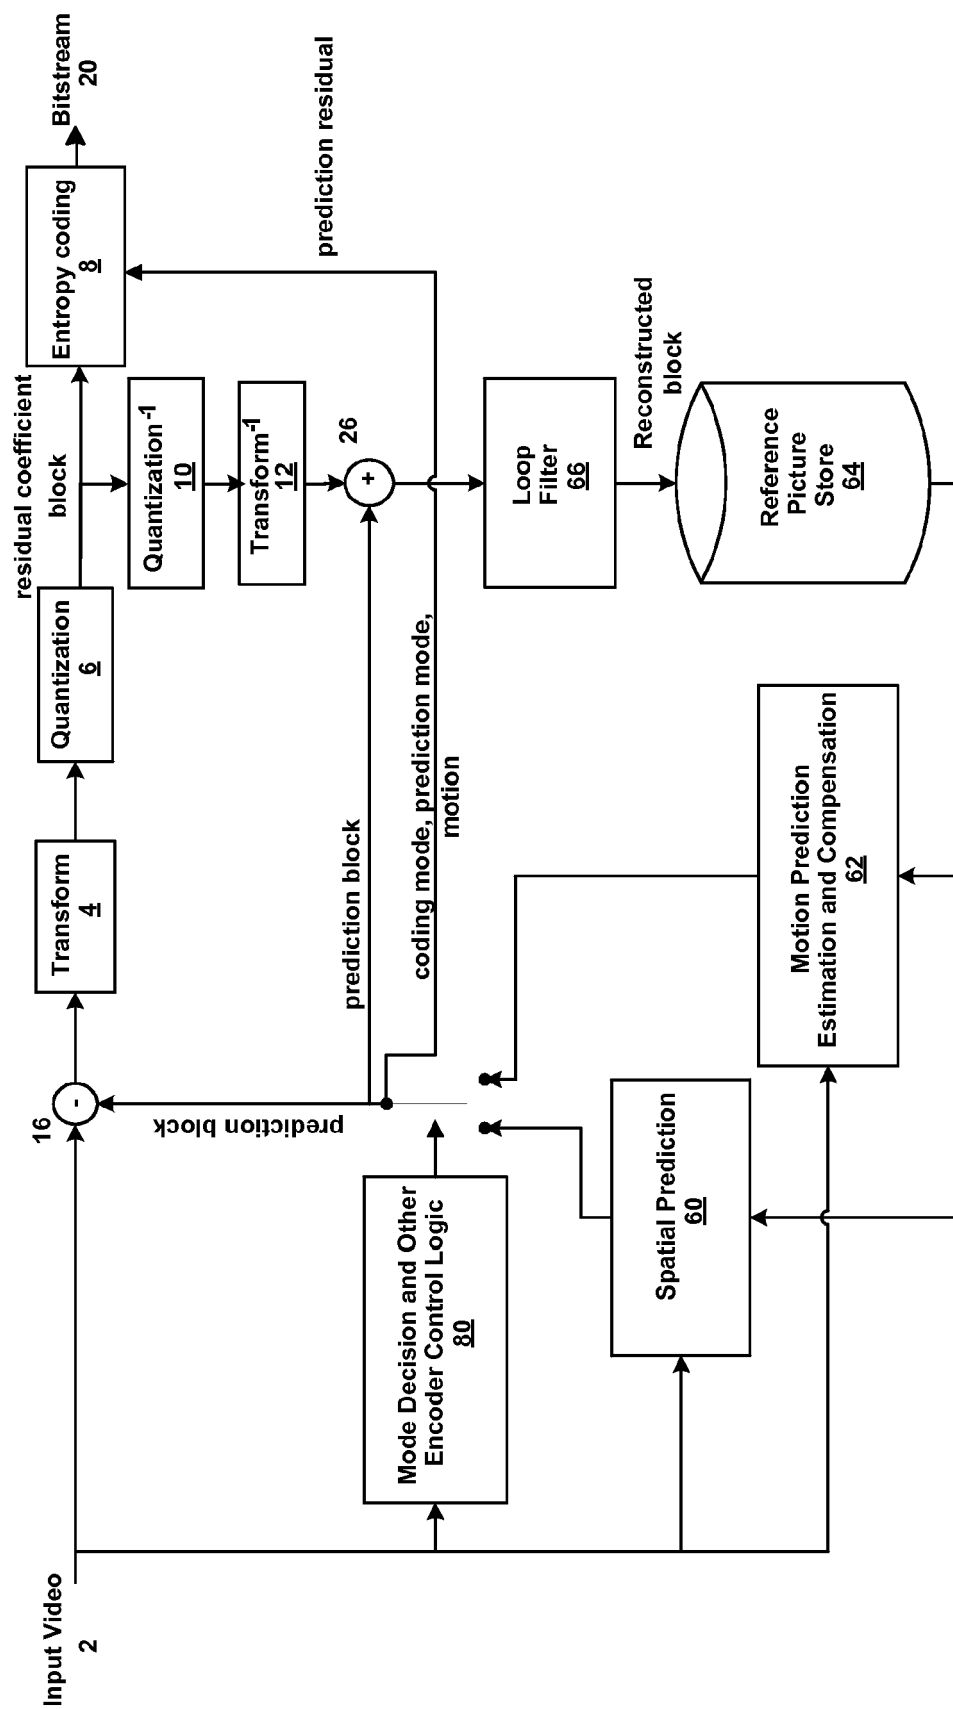 Input Video
2
16
-
Transform
4
Quantization
6
residual coefficient
block
Entropy coding
8
Bitstream
20
Quantization-1
10
Transform-1
12
26
+
prediction block
prediction block
coding mode, prediction mode,
motion
prediction residual
Mode Decision and Other
Encoder Control Logic
80
Loop
Filter
66
Reconstructed
block
Spatial Prediction
60
Motion Prediction
Estimation and Compensation
62
Reference
Picture
Store
64